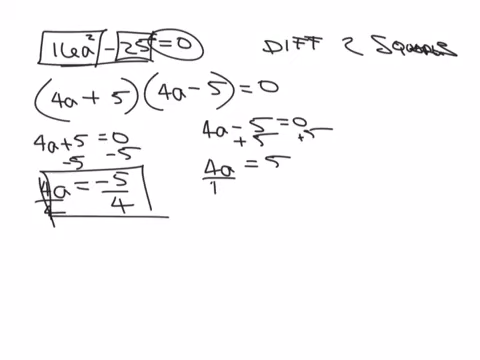 16a² - 25 = 0 DIFF 2 Squares
(4a + 5)(4a - 5) = 0
4a + 5 = 0 4a - 5 = 0
-5 -5 +5 +5
4a = -5 4a = 5
4 4 1